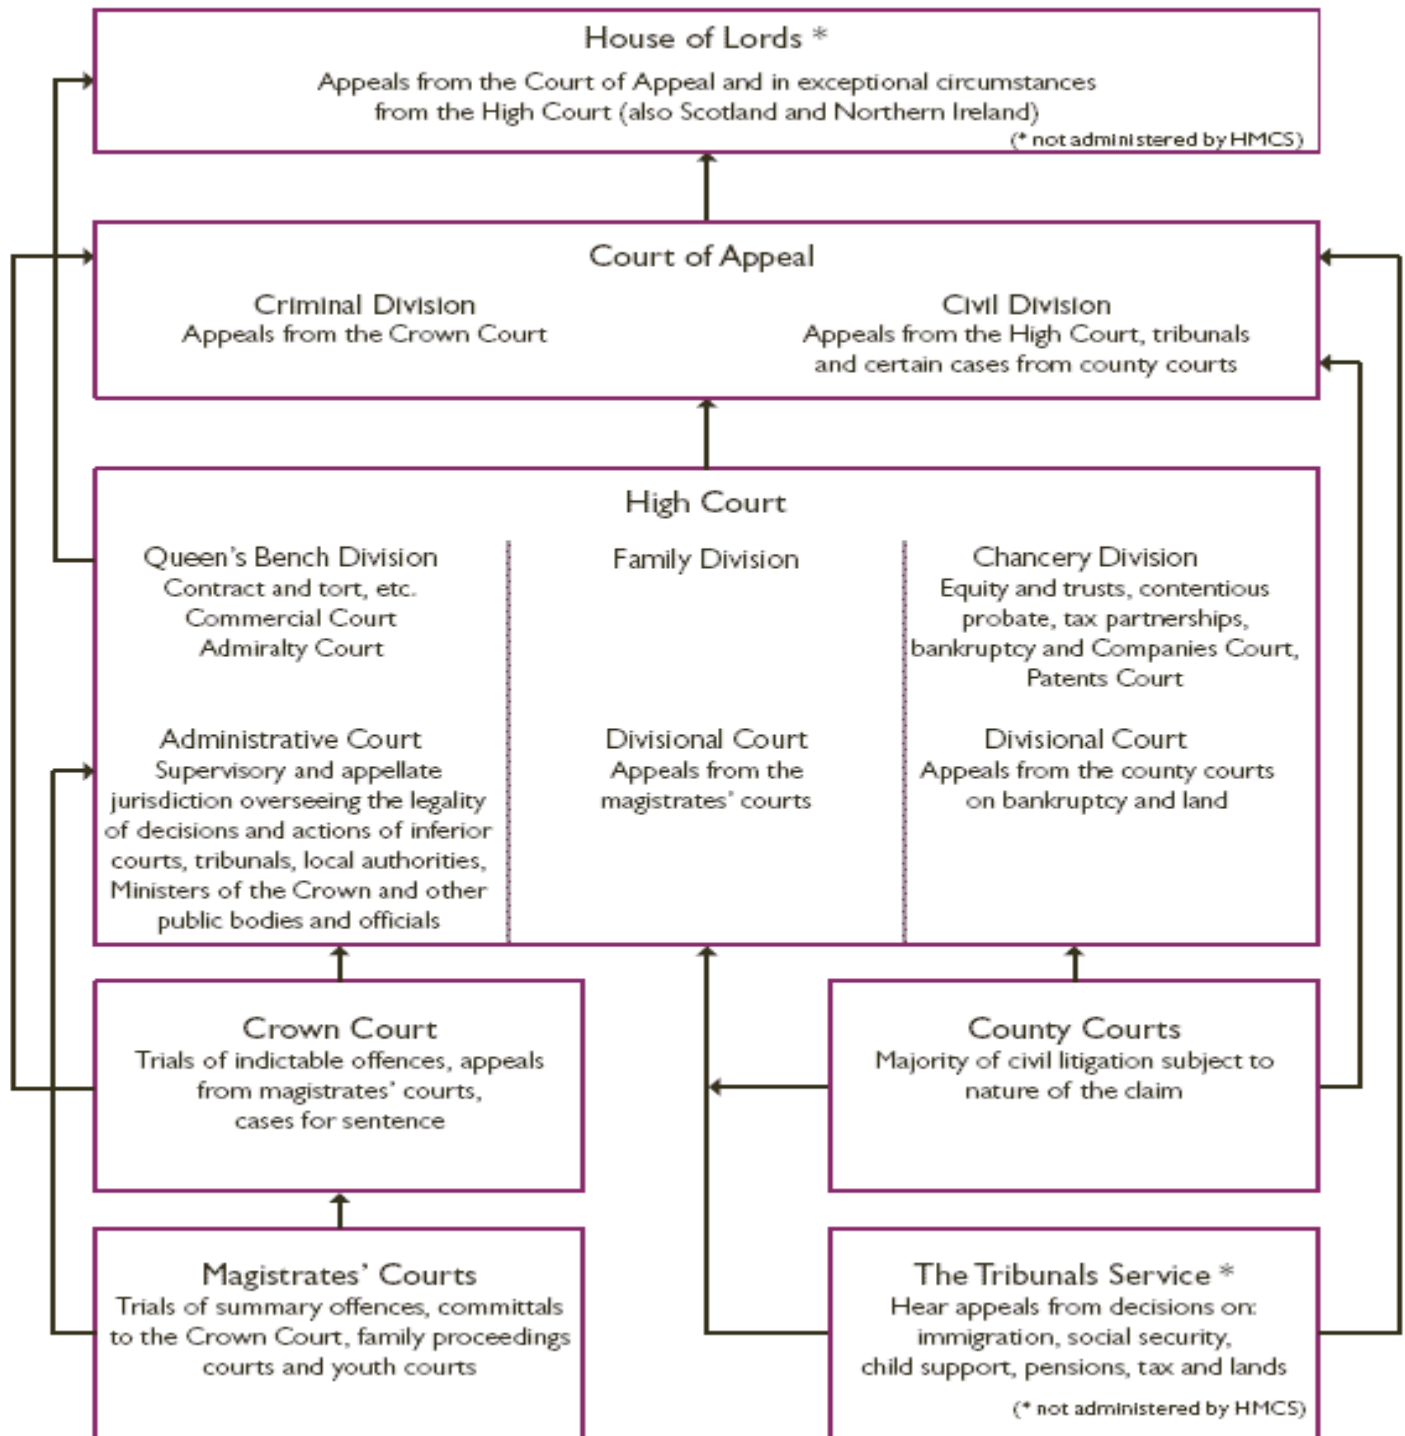 House of Lords *
Appeals from the Court of Appeal and in exceptional circumstances
from the High Court (also Scotland and Northern Ireland)
(* not administered by HMCS)
Court of Appeal
Criminal Division
Appeals from the Crown Court
Civil Division
Appeals from the High Court, tribunals
and certain cases from county courts
High Court
Queen's Bench Division
Contract and tort, etc.
Commercial Court
Admiralty Court
Administrative Court
Supervisory and appellate
jurisdiction overseeing the legality
of decisions and actions of inferior
courts, tribunals, local authorities,
Ministers of the Crown and other
public bodies and officials
Family Division
Divisional Court
Appeals from the
magistrates' courts
Chancery Division
Equity and trusts, contentious
probate, tax partnerships,
bankruptcy and Companies Court,
Patents Court
Divisional Court
Appeals from the county courts
on bankruptcy and land
Crown Court
Trials of indictable offences, appeals
from magistrates' courts,
cases for sentence
County Courts
Majority of civil litigation subject to
nature of the claim
Magistrates' Courts
Trials of summary offences, committals
to the Crown Court, family proceedings
courts and youth courts
The Tribunals Service *
Hear appeals from decisions on:
immigration, social security,
child support, pensions, tax and lands
(* not administered by HMCS)